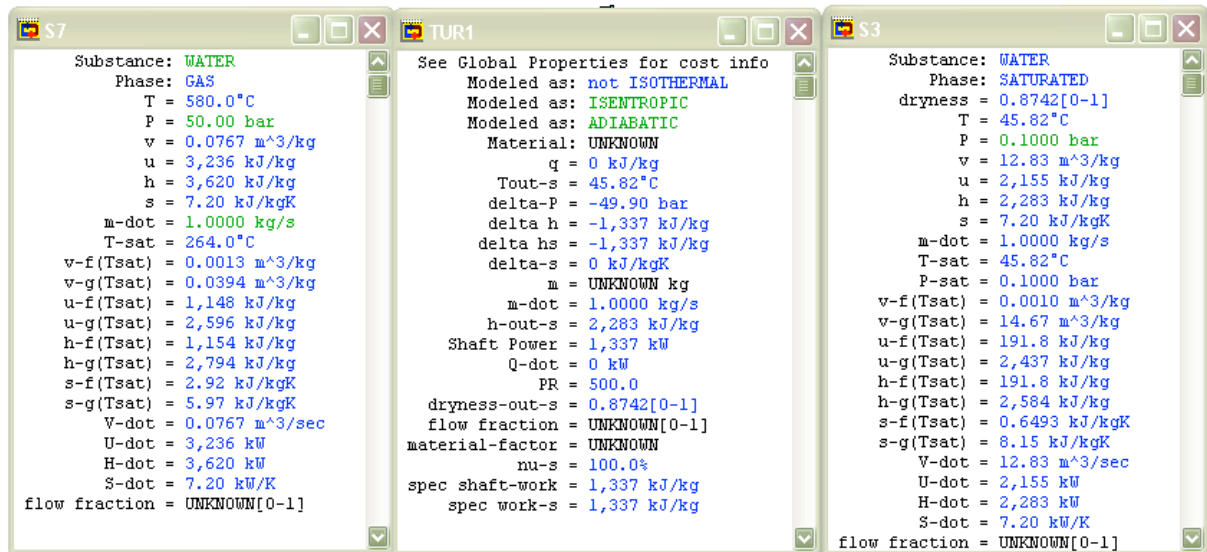 S7
Substance: WATER
Phase: GAS
T = 580.0°C
P = 50.00 bar
v = 0.0767 m^3/kg
u = 3,236 kJ/kg
h = 3,620 kJ/kg
s = 7.20 kJ/kgK
m-dot = 1.0000 kg/s
T-sat = 264.0°C
v-f(Tsat) = 0.0013 m^3/kg
v-g(Tsat) = 0.0394 m^3/kg
u-f(Tsat) = 1,148 kJ/kg
u-g(Tsat) = 2,596 kJ/kg
h-f(Tsat) = 1,154 kJ/kg
h-g(Tsat) = 2,794 kJ/kg
s-f(Tsat) = 2.92 kJ/kgK
s-g(Tsat) = 5.97 kJ/kgK
V-dot = 0.0767 m^3/sec
U-dot = 3,236 kW
H-dot = 3,620 kW
S-dot = 7.20 kW/K
flow fraction = UNKNOWN[0-1]
TUR1
See Global Properties for cost info
Modeled as: not ISOTHERMAL
Modeled as: ISENTROPIC
Modeled as: ADIABATIC
Material: UNKNOWN
q = 0 kJ/kg
Tout-s = 45.82°C
delta-P = -49.90 bar
delta h = -1,337 kJ/kg
delta hs = -1,337 kJ/kg
delta-s = 0 kJ/kgK
m = UNKNOWN kg
m-dot = 1.0000 kg/s
h-out-s = 2,283 kJ/kg
Shaft Power = 1,337 kW
Q-dot = 0 kW
PR = 500.0
dryness-out-s = 0.8742[0-1]
flow fraction = UNKNOWN[0-1]
material-factor = UNKNOWN
nu-s = 100.0%
spec shaft-work = 1,337 kJ/kg
spec work-s = 1,337 kJ/kg
S3
Substance: WATER
Phase: SATURATED
dryness = 0.8742[0-1]
T = 45.82°C
P = 0.1000 bar
v = 12.83 m^3/kg
u = 2,155 kJ/kg
h = 2,283 kJ/kg
s = 7.20 kJ/kgK
m-dot = 1.0000 kg/s
T-sat = 45.82°C
P-sat = 0.1000 bar
v-f(Tsat) = 0.0010 m^3/kg
v-g(Tsat) = 14.67 m^3/kg
u-f(Tsat) = 191.8 kJ/kg
u-g(Tsat) = 2,437 kJ/kg
h-f(Tsat) = 191.8 kJ/kg
h-g(Tsat) = 2,584 kJ/kg
s-f(Tsat) = 0.6493 kJ/kgK
s-g(Tsat) = 8.15 kJ/kgK
V-dot = 12.83 m^3/sec
U-dot = 2,155 kW
H-dot = 2,283 kW
S-dot = 7.20 kW/K
flow fraction = UNKNOWN[0-1]